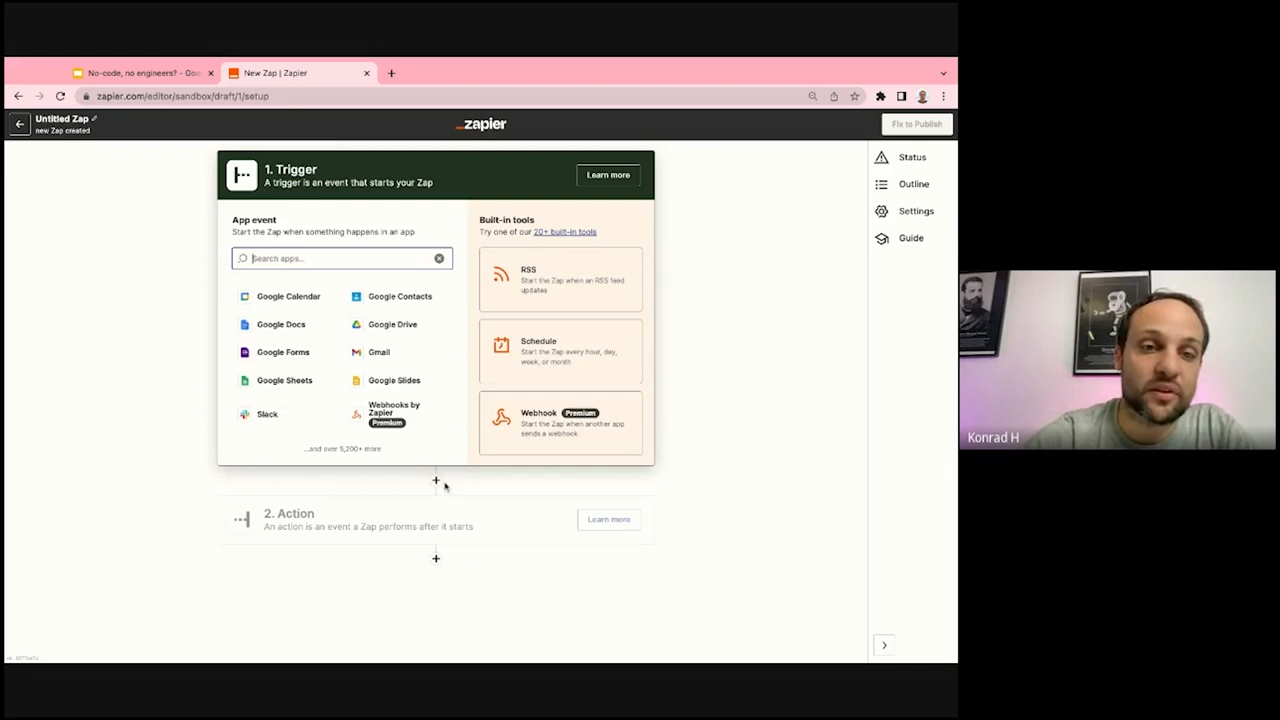 No-code, no engineers? - Goo
New Zap | Zapier
zapier.com/editor/sandbox/draft/1/setup
Untitled Zap
new Zap created
_zapier
Fix to Publish
1. Trigger
A trigger is an event that starts your Zap
Learn more
Status
Outline
Settings
Guide
App event
Start the Zap when something happens in an app
Search apps...
Google Calendar
Google Contacts
Google Docs
Google Drive
Google Forms
Gmail
Google Sheets
Google Slides
Slack
Webhooks by
Zapier
Premium
...and over 5,200+ more
Built-in tools
Try one of our 20+ built-in tools
RSS
Start the Zap when an RSS feed
updates
Schedule
Start the Zap every hour, day,
week, or month
Webhook Premium
Start the Zap when another app
sends a webhook
2. Action
An action is an event a Zap performs after it starts
Learn more
Konrad H